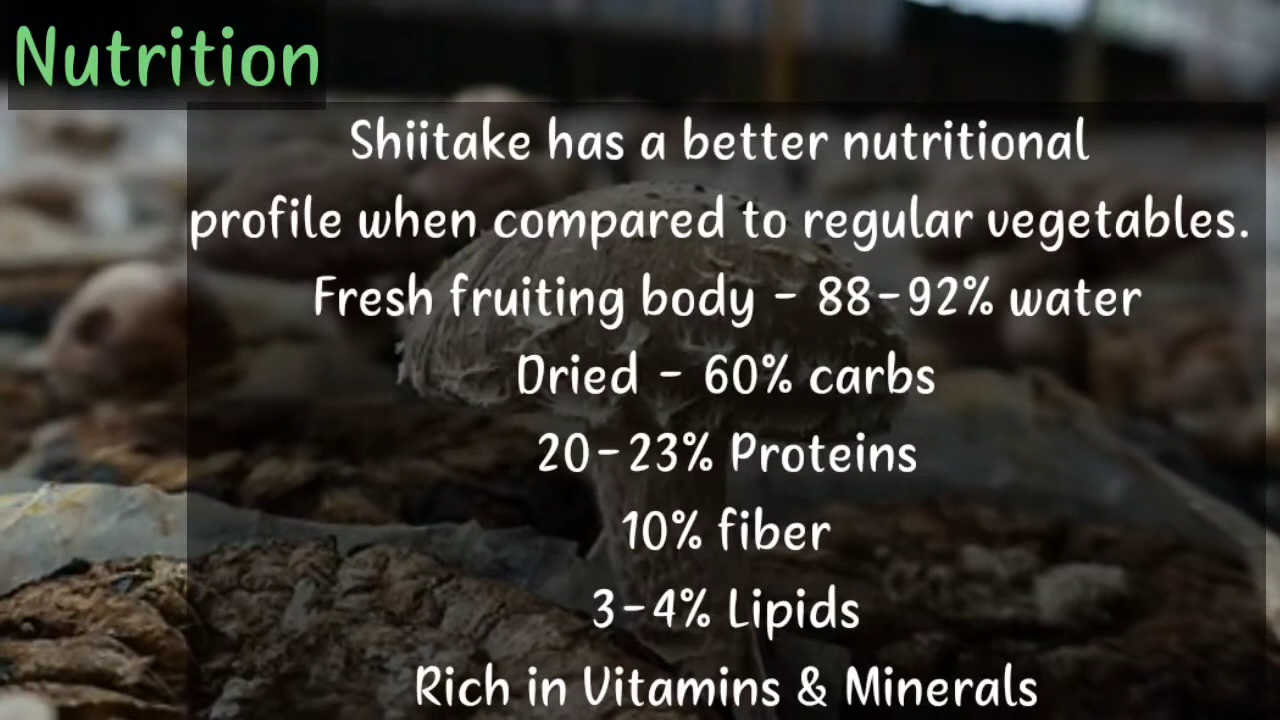 Nutrition
Shiitake has a better nutritional
profile when compared to regular vegetables.
Fresh fruiting body - 88-92% water
Dried - 60% carbs
20-23% Proteins
10% fiber
3-4% Lipids
Rich in Vitamins & Minerals